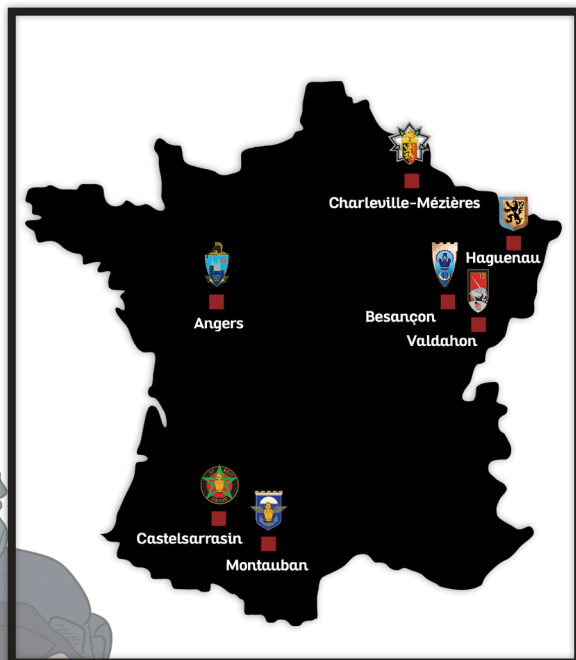 Charleville-Mézières
Haguenau
Besançon
Valdahon
Angers
Castelsarrasin
Montauban